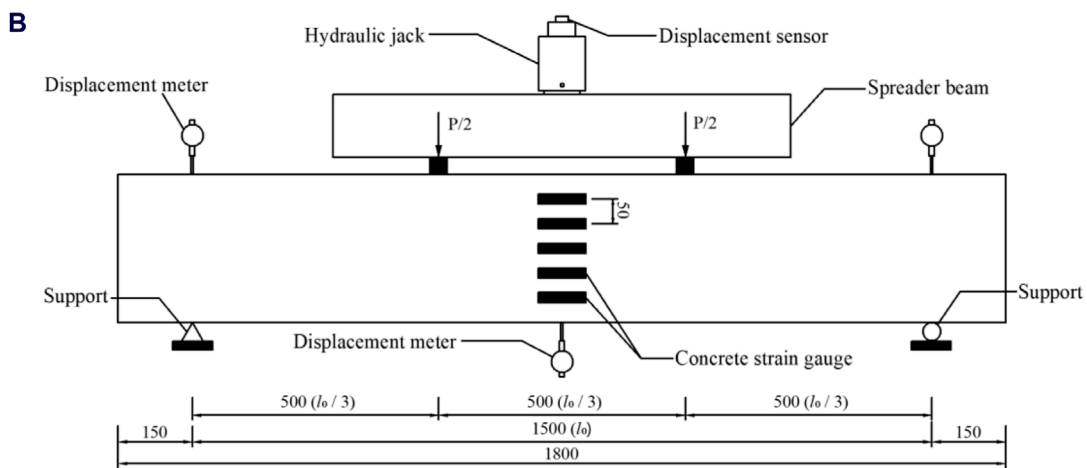 B
Hydraulic jack
Displacement sensor
Displacement meter
Spreader beam
P/2
P/2
50
Support
Support
Displacement meter
Concrete strain gauge
500 (l₀ / 3)
500 (l₀ / 3)
500 (l₀ / 3)
150
1500 (l₀)
150
1800